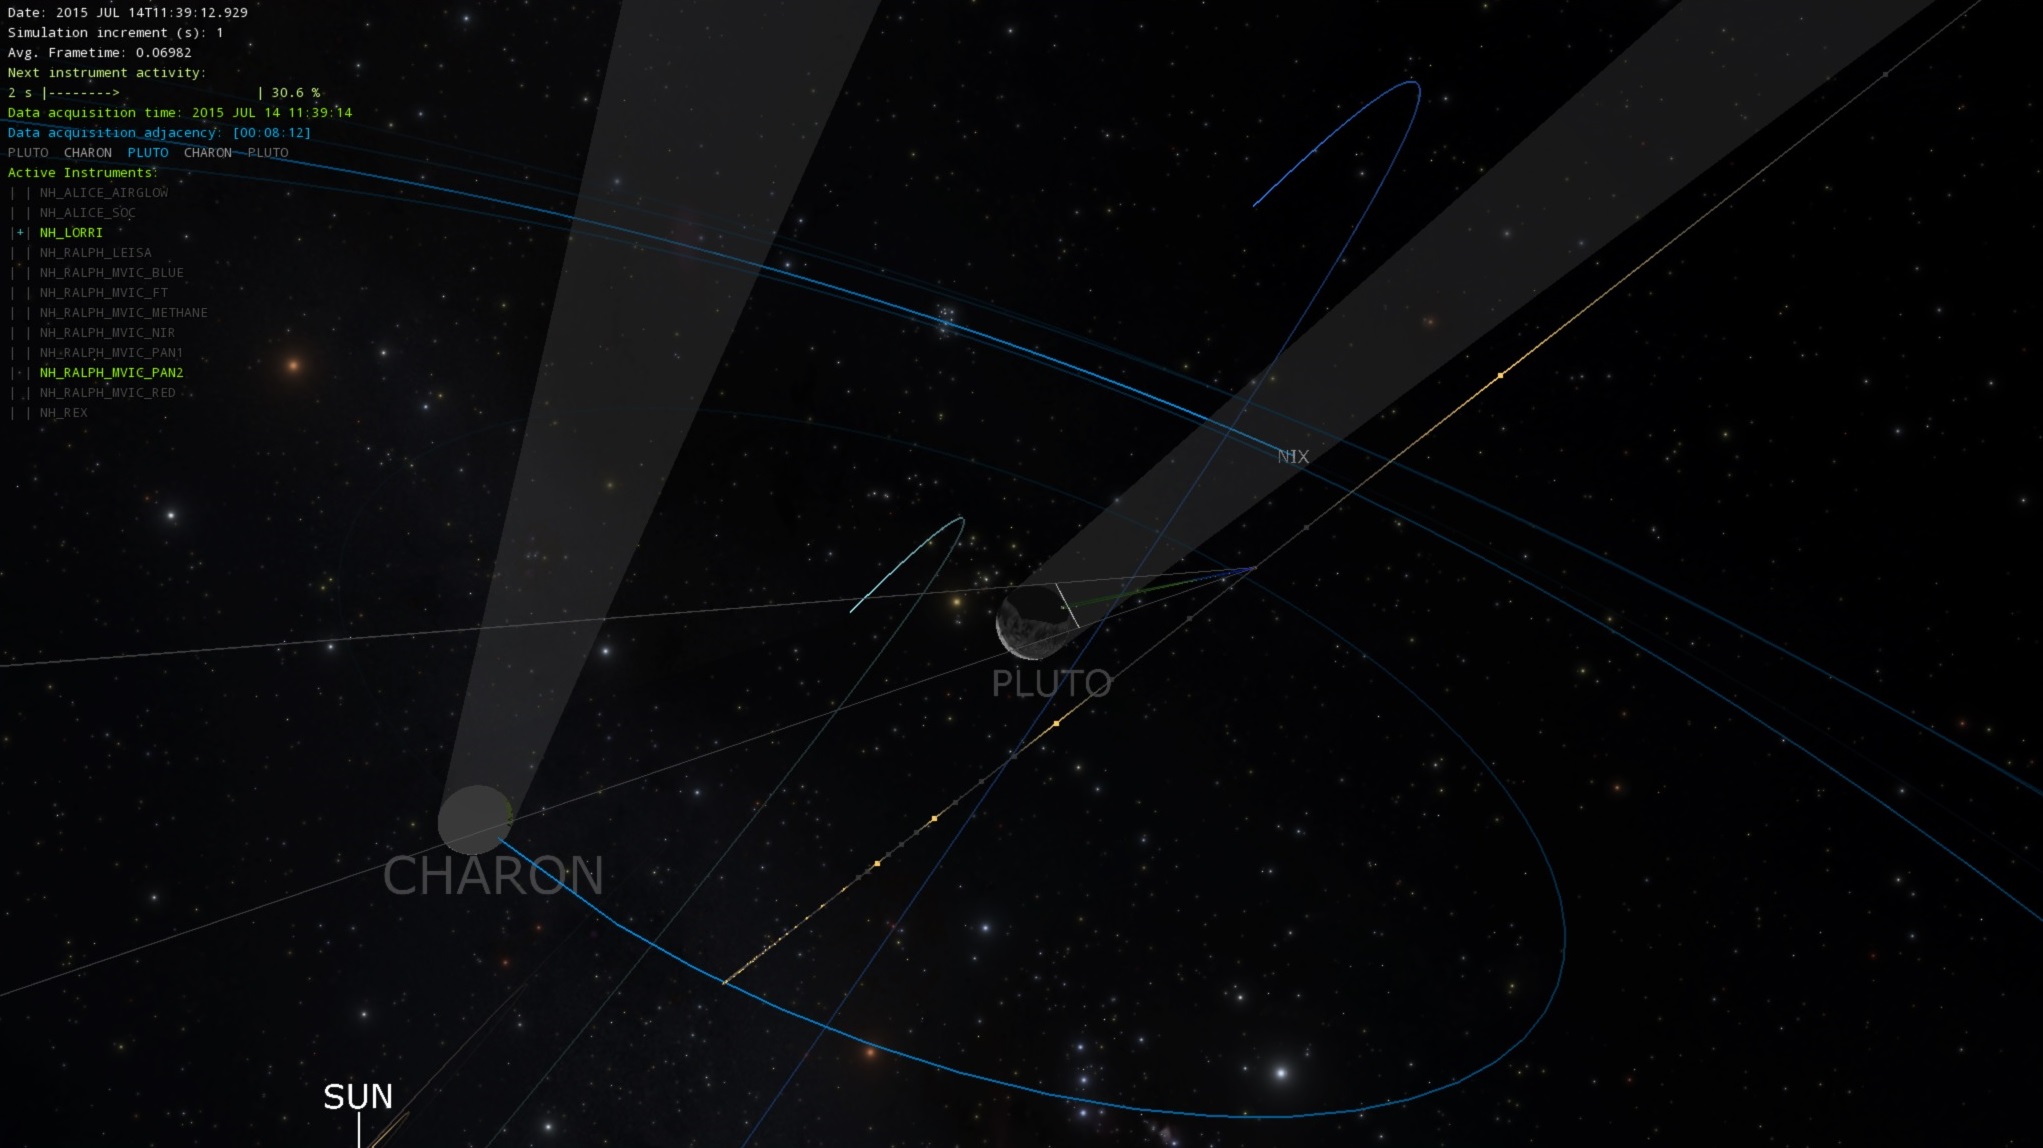 Date: 2015 JUL 14T11:39:12.929
Simulation increment (s): 1
Avg. Frametime: 0.06982
Next instrument activity:
2 s |--------> | 30.6 %
Data acquisition time: 2015 JUL 14 11:39:14
Data acquisition adjacency: [00:08:12]
PLUTO CHARON PLUTO CHARON PLUTO
Active Instruments:
| | NH_ALICE_AIRGLOW
| | NH_ALICE_SOC
|+| NH_LORRI
| | NH_RALPH_LEISA
| | NH_RALPH_MVIC_BLUE
| | NH_RALPH_MVIC_FT
| | NH_RALPH_MVIC_METHANE
| | NH_RALPH_MVIC_NIR
| | NH_RALPH_MVIC_PAN1
|-| NH_RALPH_MVIC_PAN2
| | NH_RALPH_MVIC_RED
| | NH_REX
NIX
PLUTO
CHARON
SUN